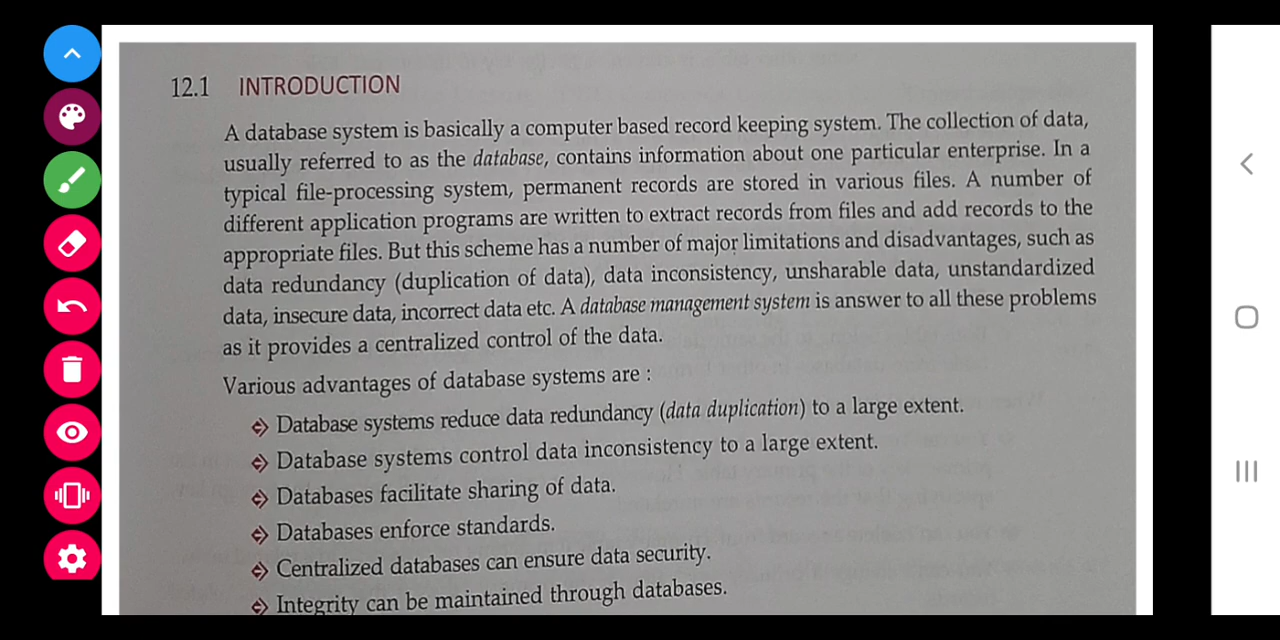 12.1 INTRODUCTION
A database system is basically a computer based record keeping system. The collection of data,
usually referred to as the database, contains information about one particular enterprise. In a
typical file-processing system, permanent records are stored in various files. A number of
different application programs are written to extract records from files and add records to the
appropriate files. But this scheme has a number of major limitations and disadvantages, such as
data redundancy (duplication of data), data inconsistency, unsharable data, unstandardized
data, insecure data, incorrect data etc. A database management system is answer to all these problems
as it provides a centralized control of the data.
Various advantages of database systems are :
Database systems reduce data redundancy (data duplication) to a large extent.
Database systems control data inconsistency to a large extent.
Databases facilitate sharing of data.
Databases enforce standards.
Centralized databases can ensure data security.
Integrity can be maintained through databases.